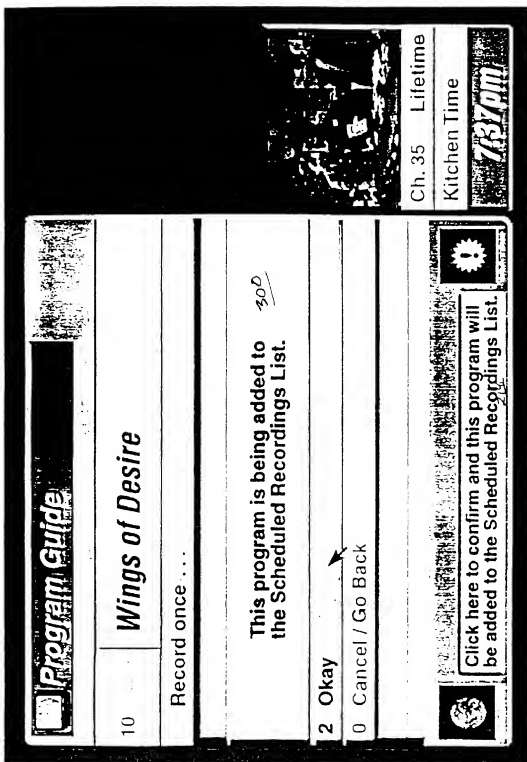 Program Guide
10 Wings of Desire
Record once ...
This program is being added to
the Scheduled Recordings List.
300
2 Okay
0 Cancel / Go Back
Click here to confirm and this program will
be added to the Scheduled Recordings List.
Ch. 35 Lifetime
Kitchen Time
7:37pm